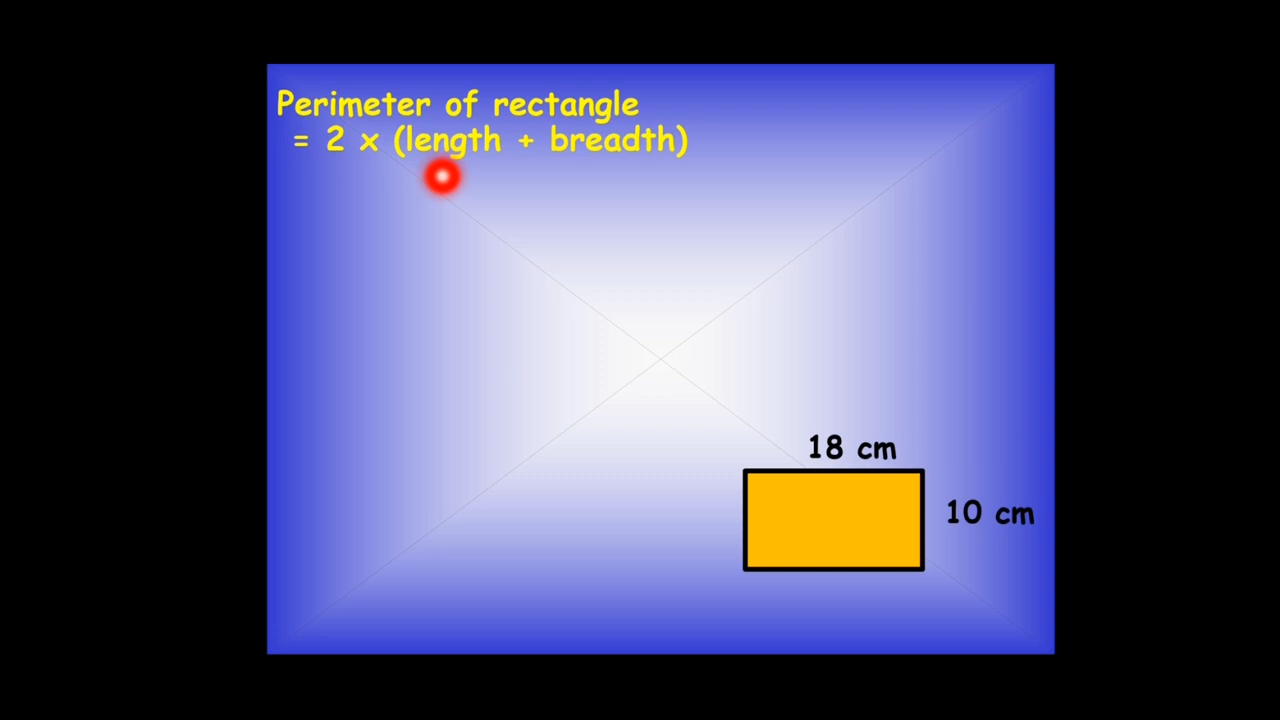 Perimeter of rectangle
= 2 x (length + breadth)
18 cm
10 cm